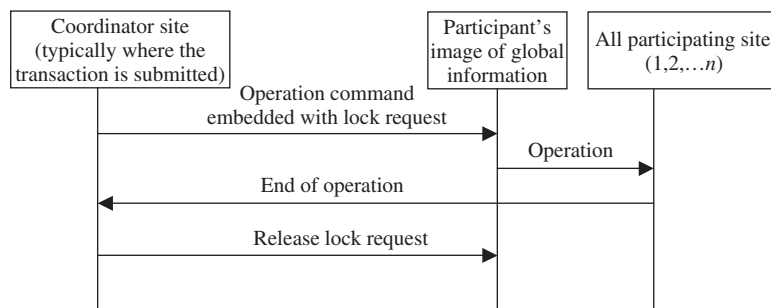 Coordinator site
(typically where the
transaction is submitted)
Participant's
image of global
information
All participating site
(1,2,…n)
Operation command
embedded with lock request
Operation
End of operation
Release lock request